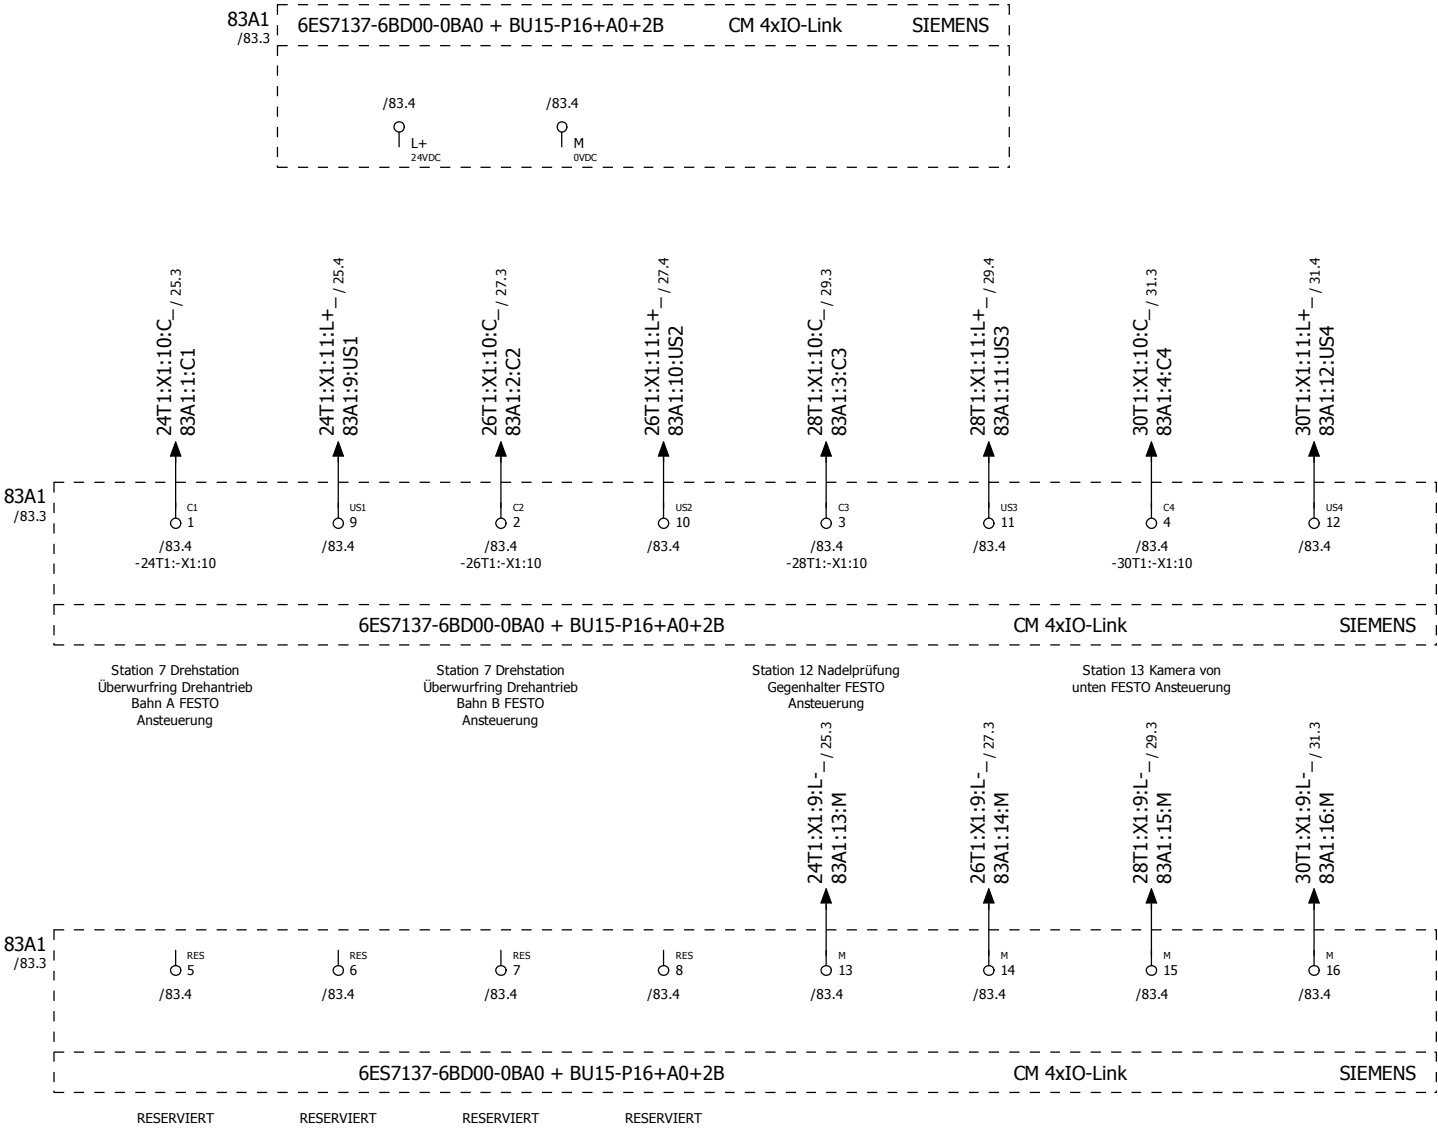 83A1
/83.3
6ES7137-6BD00-0BA0 + BU15-P16+A0+2B CM 4xIO-Link SIEMENS
/83.4 /83.4
L+ M
24VDC 0VDC
24T1:X1:10:C_/ 25.3
83A1:1:C1
24T1:X1:11:L+_/ 25.4
83A1:9:US1
26T1:X1:10:C_/ 27.3
83A1:2:C2
26T1:X1:11:L+_/ 27.4
83A1:10:US2
28T1:X1:10:C_/ 29.3
83A1:3:C3
28T1:X1:11:L+_/ 29.4
83A1:11:US3
30T1:X1:10:C_/ 31.3
83A1:4:C4
30T1:X1:11:L+_/ 31.4
83A1:12:US4
83A1
/83.3
C1 US1 C2 US2 C3 US3 C4 US4
1 9 2 10 3 11 4 12
/83.4 /83.4 /83.4 /83.4 /83.4 /83.4 /83.4 /83.4
-24T1:-X1:10 -26T1:-X1:10 -28T1:-X1:10 -30T1:-X1:10
6ES7137-6BD00-0BA0 + BU15-P16+A0+2B CM 4xIO-Link SIEMENS
Station 7 Drehstation
Überwurfring Drehantrieb
Bahn A FESTO
Ansteuerung
Station 7 Drehstation
Überwurfring Drehantrieb
Bahn B FESTO
Ansteuerung
Station 12 Nadelprüfung
Gegenhalter FESTO
Ansteuerung
Station 13 Kamera von
unten FESTO Ansteuerung
24T1:X1:9:L-_/ 25.3
83A1:13:M
26T1:X1:9:L-_/ 27.3
83A1:14:M
28T1:X1:9:L-_/ 29.3
83A1:15:M
30T1:X1:9:L-_/ 31.3
83A1:16:M
83A1
/83.3
RES RES RES RES M M M M
5 6 7 8 13 14 15 16
/83.4 /83.4 /83.4 /83.4 /83.4 /83.4 /83.4 /83.4
6ES7137-6BD00-0BA0 + BU15-P16+A0+2B CM 4xIO-Link SIEMENS
RESERVIERT RESERVIERT RESERVIERT RESERVIERT